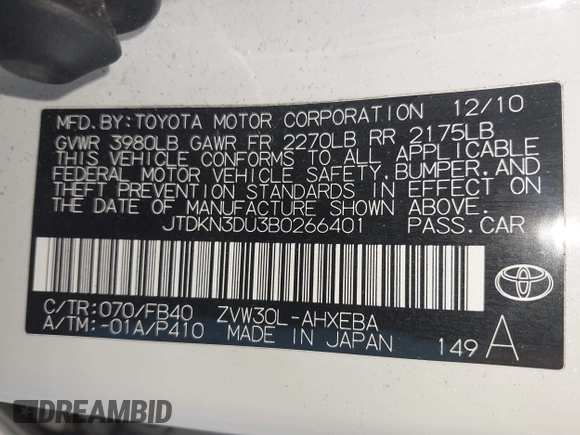 MFD.BY:TOYOTA MOTOR CORPORATION 12/10
GVWR 3980LB GAWR FR 2270LB RR 2175LB
THIS VEHICLE CONFORMS TO ALL APPLICABLE
FEDERAL MOTOR VEHICLE SAFETY,BUMPER,AND
THEFT PREVENTION STANDARDS IN EFFECT ON
THE DATE OF MANUFACTURE SHOWN ABOVE.
JTDKN3DU3B0266401 PASS.CAR
C/TR:070/FB40 ZVW30L-AHXEBA
A/TM:-01A/P410 MADE IN JAPAN 149 A
DREAMBID